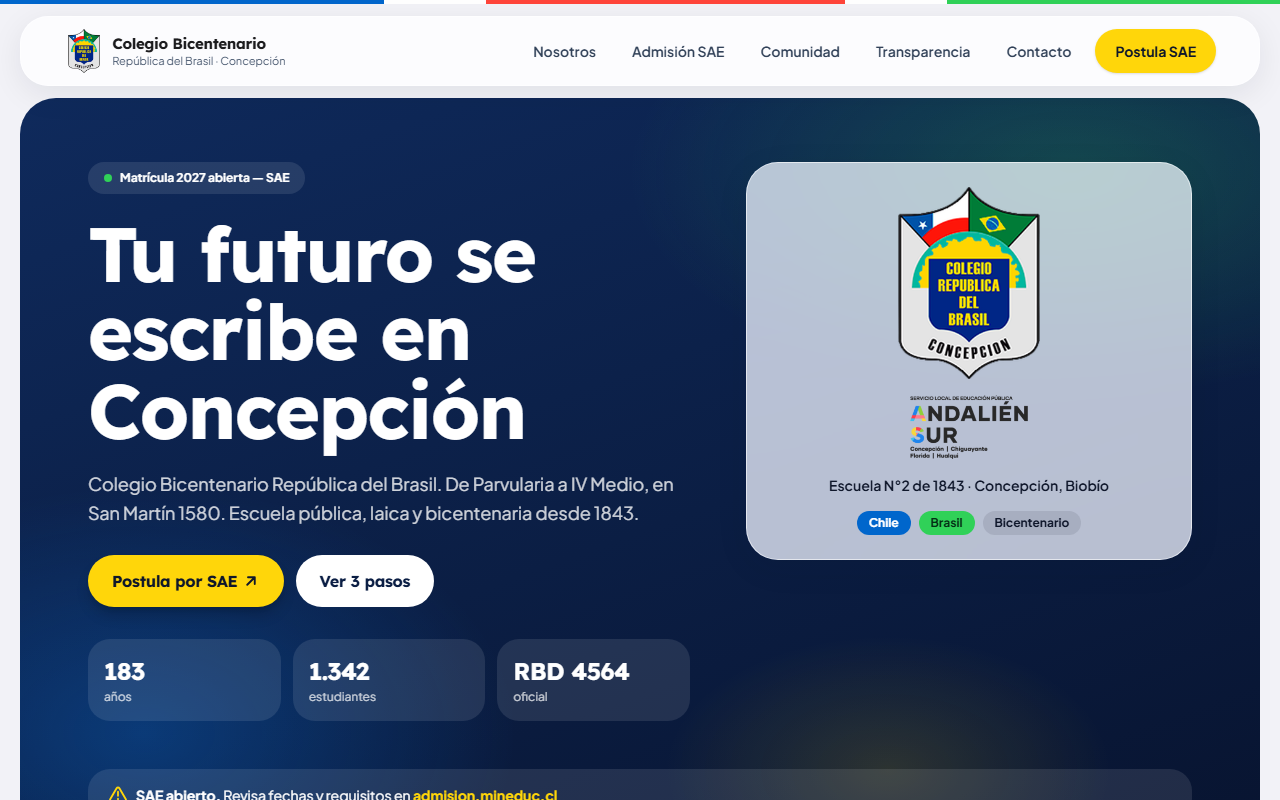 Colegio Bicentenario
República del Brasil · Concepción
Nosotros
Admisión SAE
Comunidad
Transparencia
Contacto
Postula SAE
Matrícula 2027 abierta — SAE
Tu futuro se
escribe en
Concepción
Colegio Bicentenario República del Brasil. De Parvularia a IV Medio, en
San Martín 1580. Escuela pública, laica y bicentenaria desde 1843.
Postula por SAE
Ver 3 pasos
183
años
1.342
estudiantes
RBD 4564
oficial
COLEGIO
REPUBLICA
DEL
BRASIL
CONCEPCION
SERVICIO LOCAL DE EDUCACIÓN PÚBLICA
ANDALIÉN
SUR
Concepción | Chiguayante
Florida | Hualqui
Escuela N°2 de 1843 · Concepción, Biobío
Chile
Brasil
Bicentenario
SAE abierto. Revisa fechas y requisitos en admision.mineduc.cl